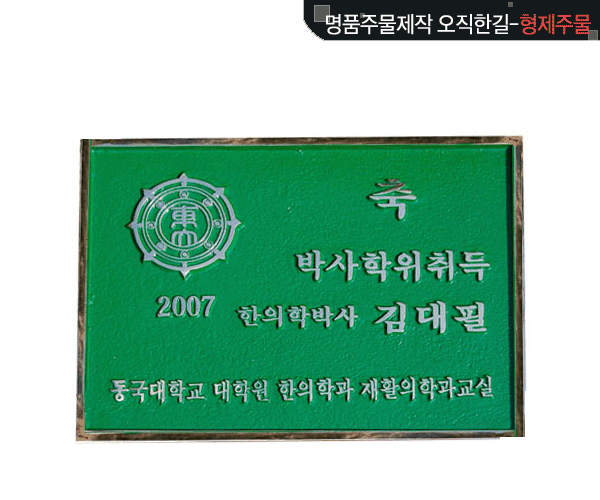 명품주물제작 오직한길-형제주물
東
大
축
박사학위취득
2007 한의학박사 김대필
동국대학교 대학원 한의학과 재활의학과교실